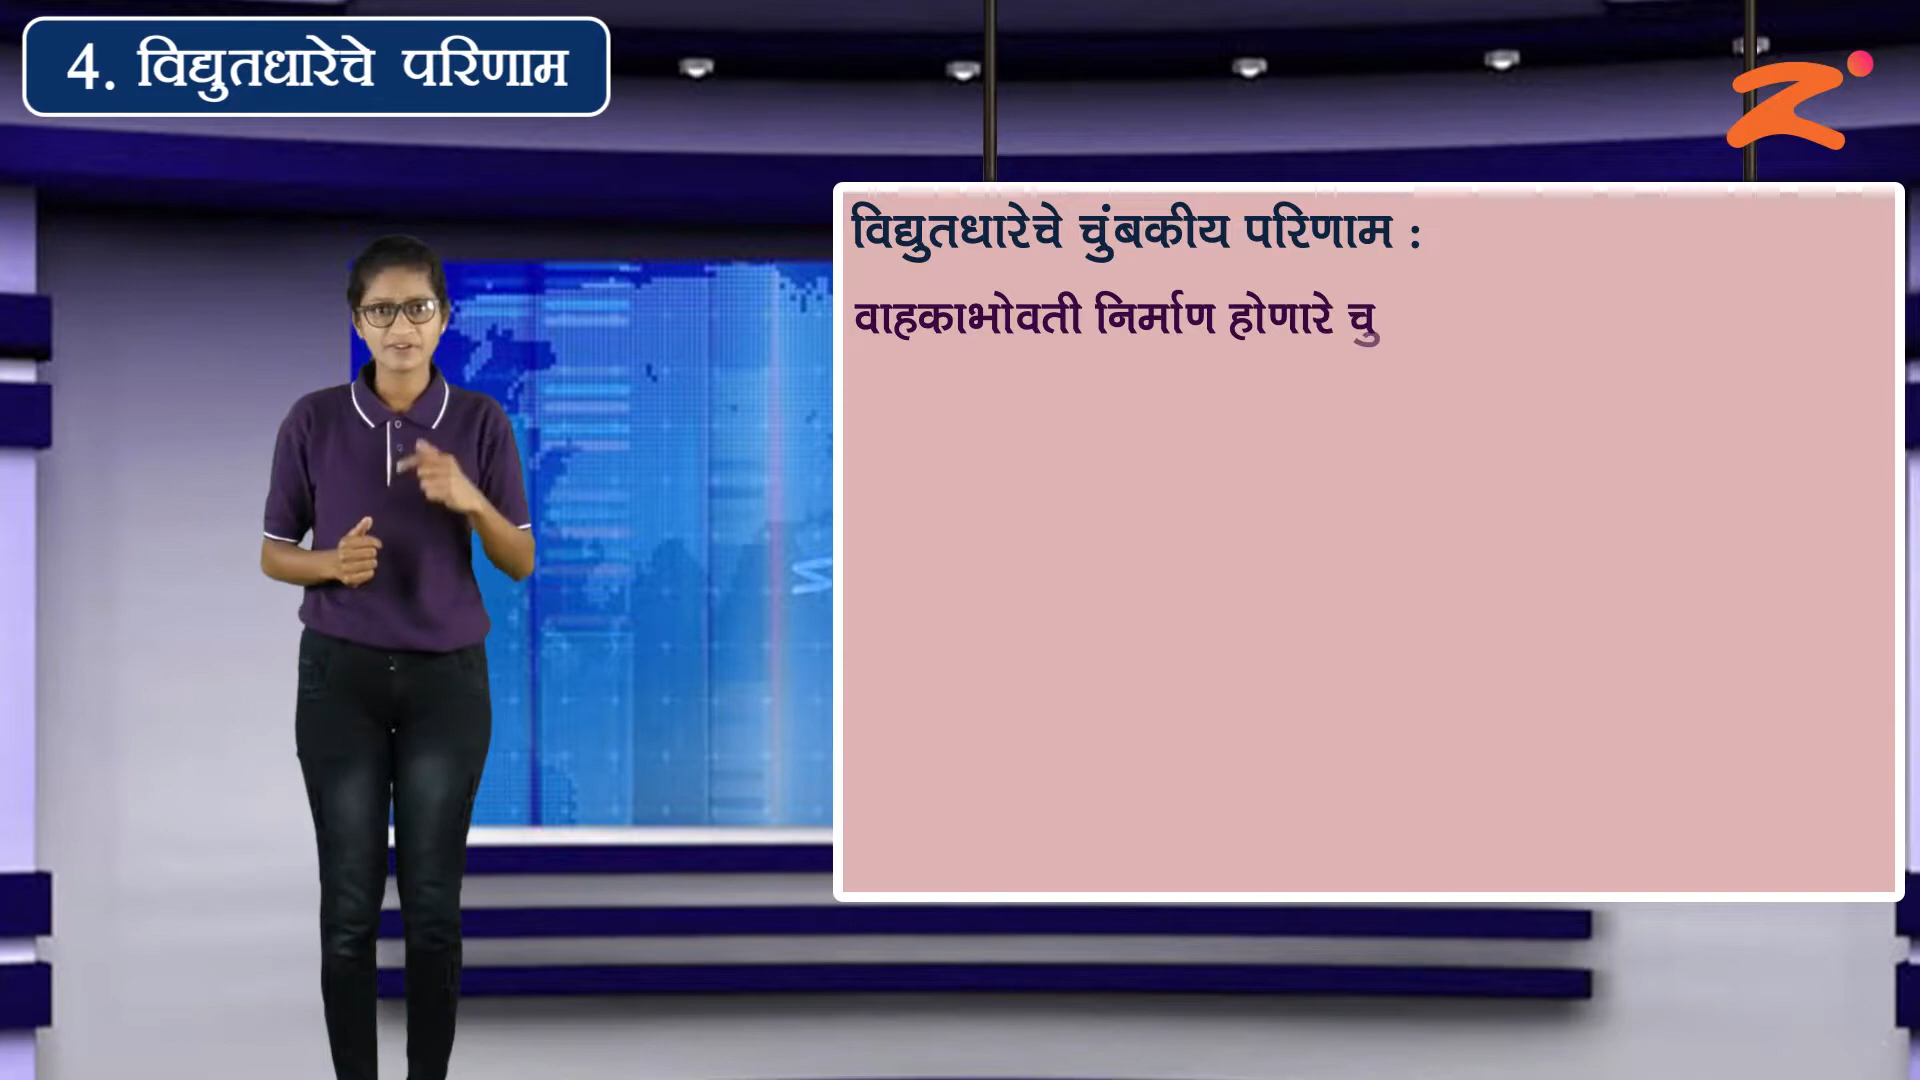 4. विद्युतधारेचे परिणाम
विद्युतधारेचे चुंबकीय परिणाम :
वाहकाभोवती निर्माण होणारे चु